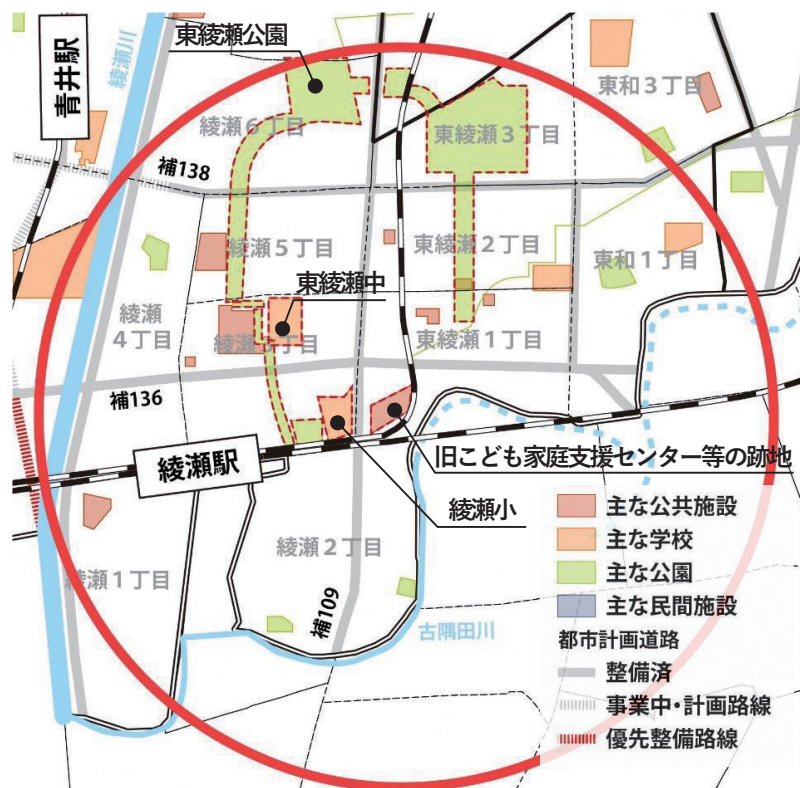 東綾瀬公園
青井駅
綾瀬川
東和3丁目
綾瀬6丁目
東綾瀬3丁目
補138
綾瀬5丁目
東綾瀬2丁目
東和1丁目
東綾瀬中
綾瀬
4丁目
綾瀬3丁目
東綾瀬1丁目
補136
綾瀬駅
旧こども家庭支援センター等の跡地
綾瀬小
綾瀬2丁目
綾瀬1丁目
補109
古隅田川
主な公共施設
主な学校
主な公園
主な民間施設
都市計画道路
整備済
事業中・計画路線
優先整備路線